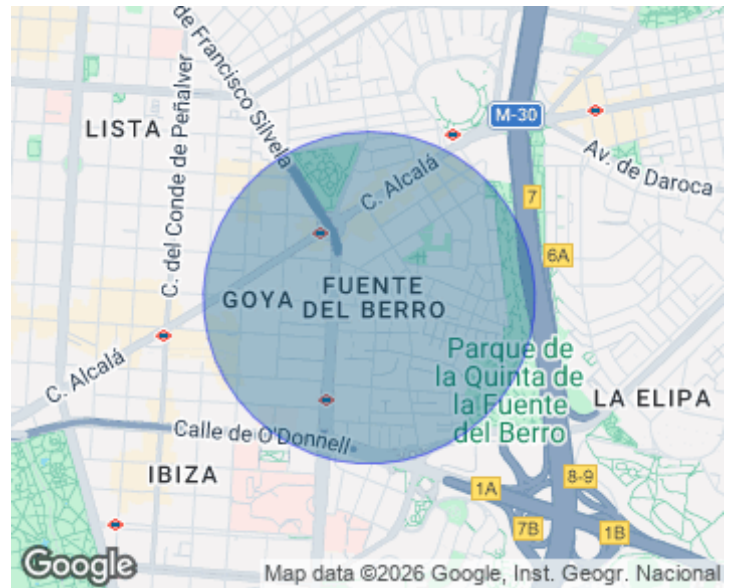 de Francisco Silvela
LISTA
C. del Conde de Peñalver
M-30
C. Alcalá
Av. de Daroca
7
6A
GOYA
FUENTE
DEL BERRO
Parque de
la Quinta de
la Fuente
del Berro
C. Alcalá
LA ELIPA
Calle de O'Donnell
IBIZA
1A
8-9
7B
1B
Google
Map data ©2026 Google, Inst. Geogr. Nacional